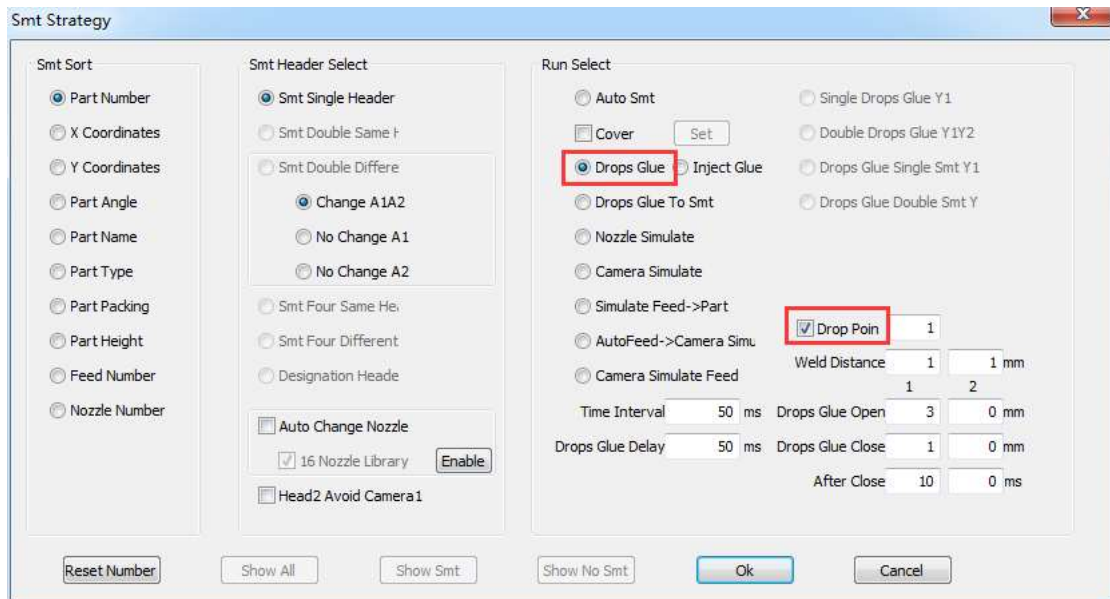 Smt Strategy
Smt Sort
Part Number
X Coordinates
Y Coordinates
Part Angle
Part Name
Part Type
Part Packing
Part Height
Feed Number
Nozzle Number
Smt Header Select
Smt Single Header
Smt Double Same H
Smt Double Differe
Change A1A2
No Change A1
No Change A2
Smt Four Same He
Smt Four Different
Designation Heade
Auto Change Nozzle
16 Nozzle Library Enable
Head2 Avoid Camera1
Run Select
Auto Smt Single Drops Glue Y1
Cover Set Double Drops Glue Y1Y2
Drops Glue Inject Glue Drops Glue Single Smt Y1
Drops Glue To Smt Drops Glue Double Smt Y
Nozzle Simulate
Camera Simulate
Simulate Feed->Part
Drop Poin 1
AutoFeed->Camera Simu
Weld Distance 1 1 mm
Camera Simulate Feed
1 2
Time Interval 50 ms Drops Glue Open 3 0 mm
Drops Glue Delay 50 ms Drops Glue Close 1 0 mm
After Close 10 0 ms
Reset Number Show All Show Smt Show No Smt Ok Cancel